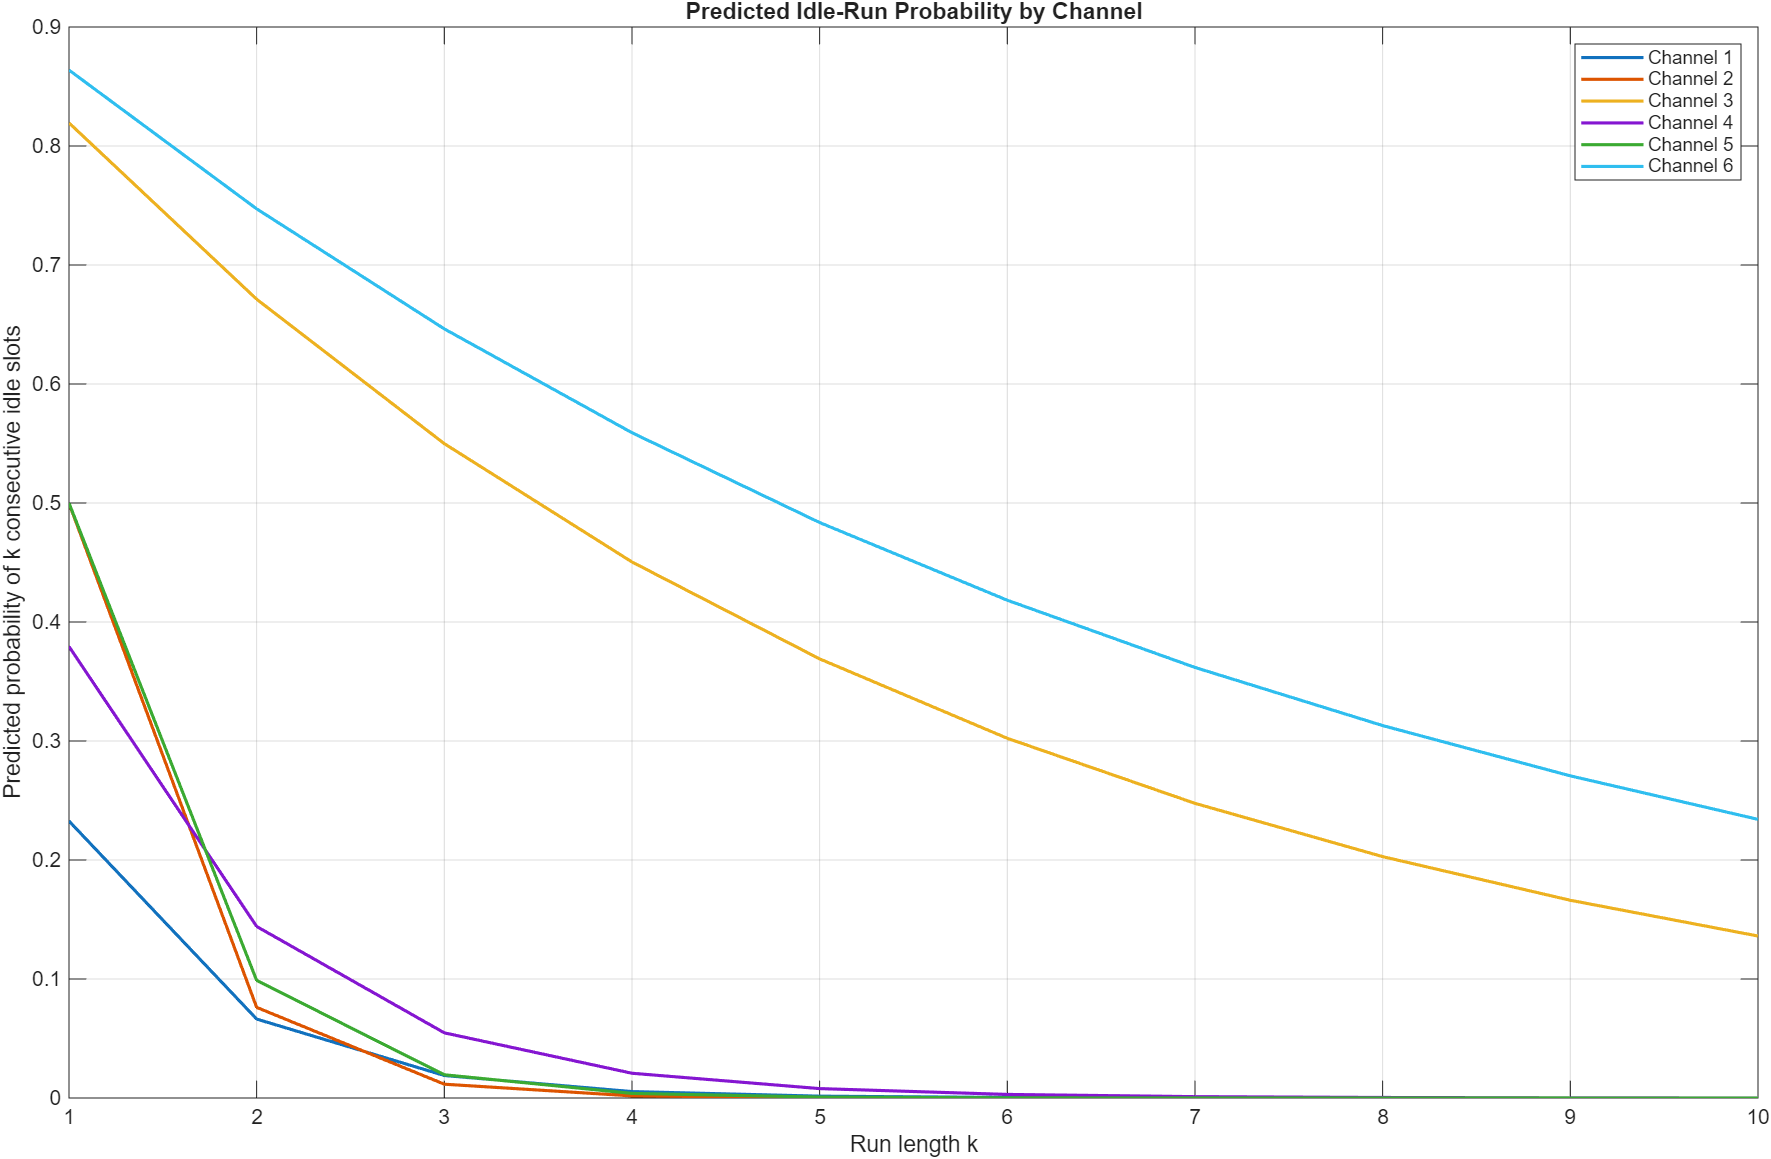 Predicted Idle-Run Probability by Channel
0.9
0.8
0.7
0.6
0.5
0.4
0.3
0.2
0.1
0
Predicted probability of k consecutive idle slots
Channel 1
Channel 2
Channel 3
Channel 4
Channel 5
Channel 6
1 2 3 4 5 6 7 8 9 10
Run length k